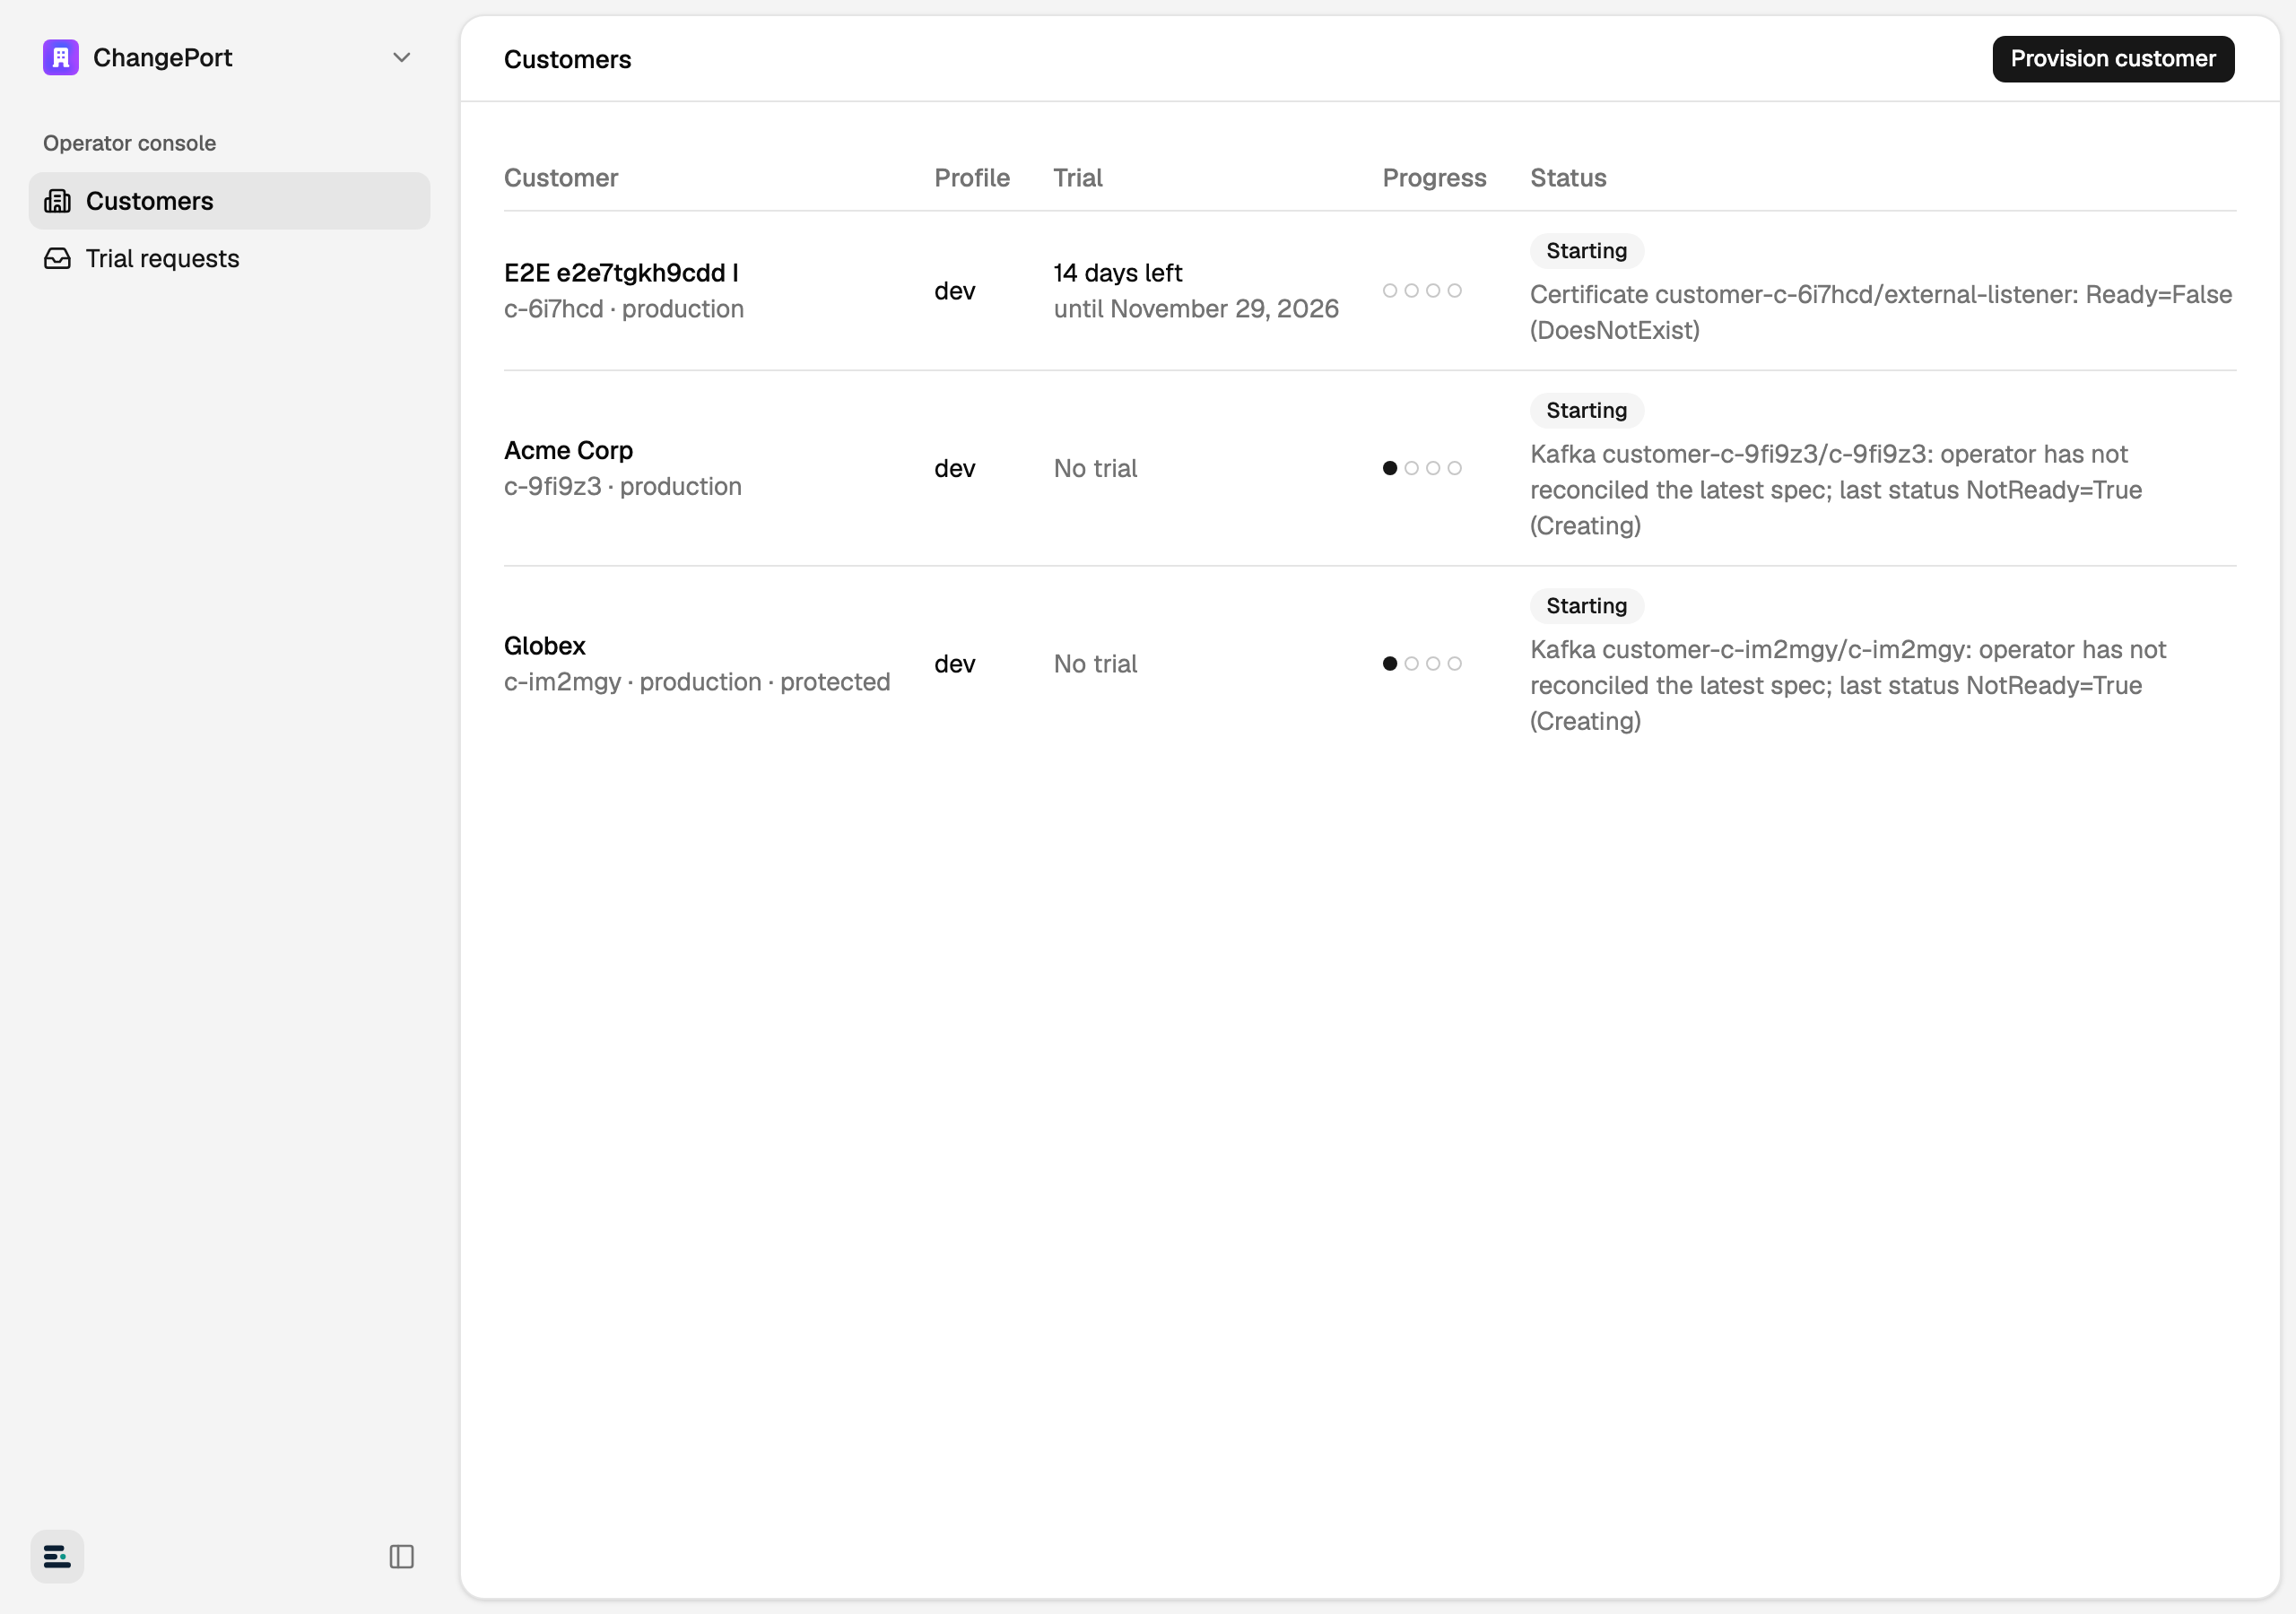 ChangePort
Operator console
Customers
Trial requests
Customers
Provision customer
Customer Profile Trial Progress Status
E2E e2e7tgkh9cdd I
c-6i7hcd · production
dev
14 days left
until November 29, 2026
Starting
Certificate customer-c-6i7hcd/external-listener: Ready=False
(DoesNotExist)
Acme Corp
c-9fi9z3 · production
dev
No trial
Starting
Kafka customer-c-9fi9z3/c-9fi9z3: operator has not
reconciled the latest spec; last status NotReady=True
(Creating)
Globex
c-im2mgy · production · protected
dev
No trial
Starting
Kafka customer-c-im2mgy/c-im2mgy: operator has not
reconciled the latest spec; last status NotReady=True
(Creating)